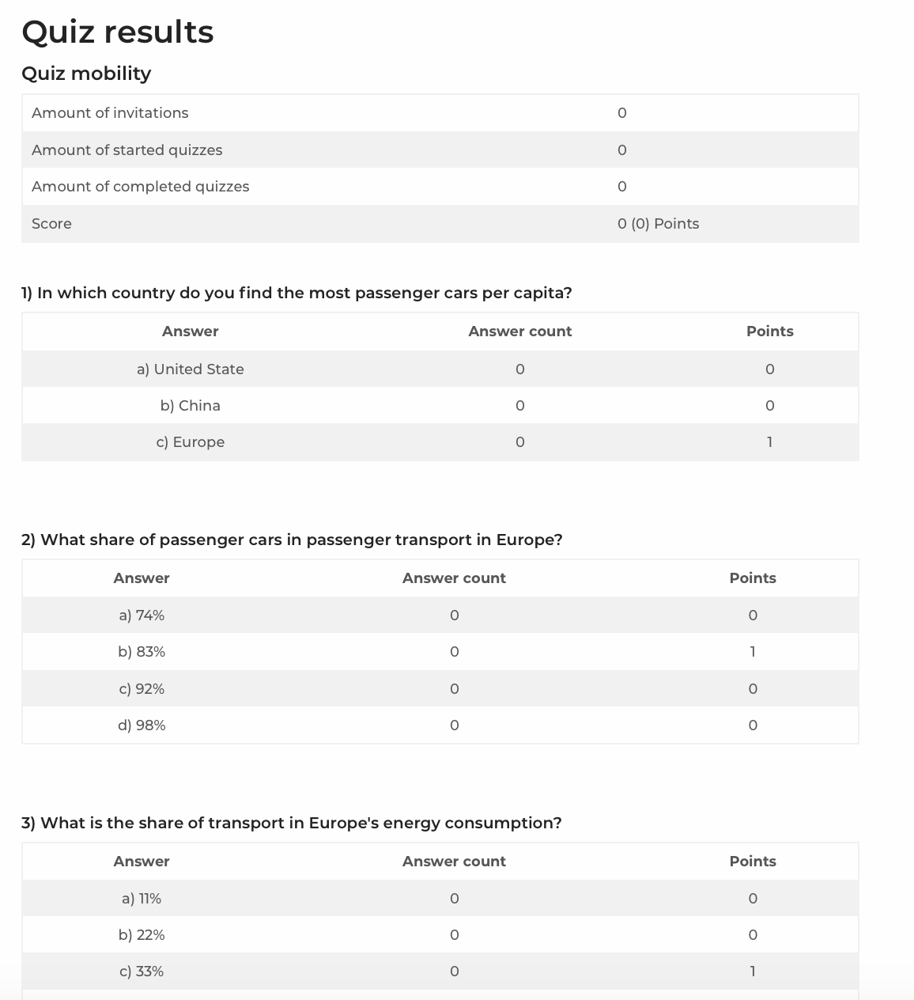 Quiz results
Quiz mobility
Amount of invitations 0
Amount of started quizzes 0
Amount of completed quizzes 0
Score 0 (0) Points
1) In which country do you find the most passenger cars per capita?
Answer Answer count Points
a) United State 0 0
b) China 0 0
c) Europe 0 1
2) What share of passenger cars in passenger transport in Europe?
Answer Answer count Points
a) 74% 0 0
b) 83% 0 1
c) 92% 0 0
d) 98% 0 0
3) What is the share of transport in Europe's energy consumption?
Answer Answer count Points
a) 11% 0 0
b) 22% 0 0
c) 33% 0 1